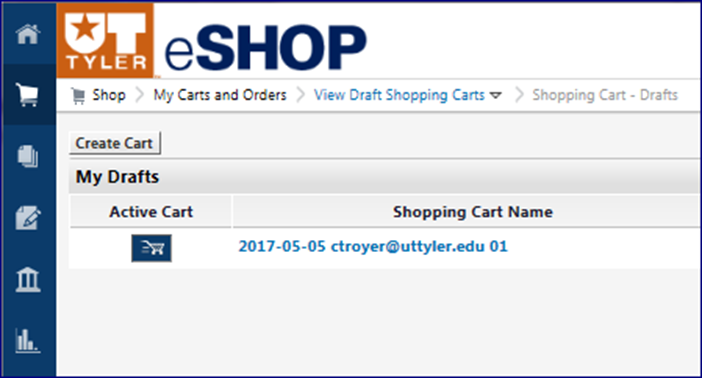 UT
TYLER
eSHOP
Shop
My Carts and Orders
View Draft Shopping Carts
Shopping Cart - Drafts
Create Cart
My Drafts
Active Cart
Shopping Cart Name
2017-05-05 ctroyer@uttyler.edu 01